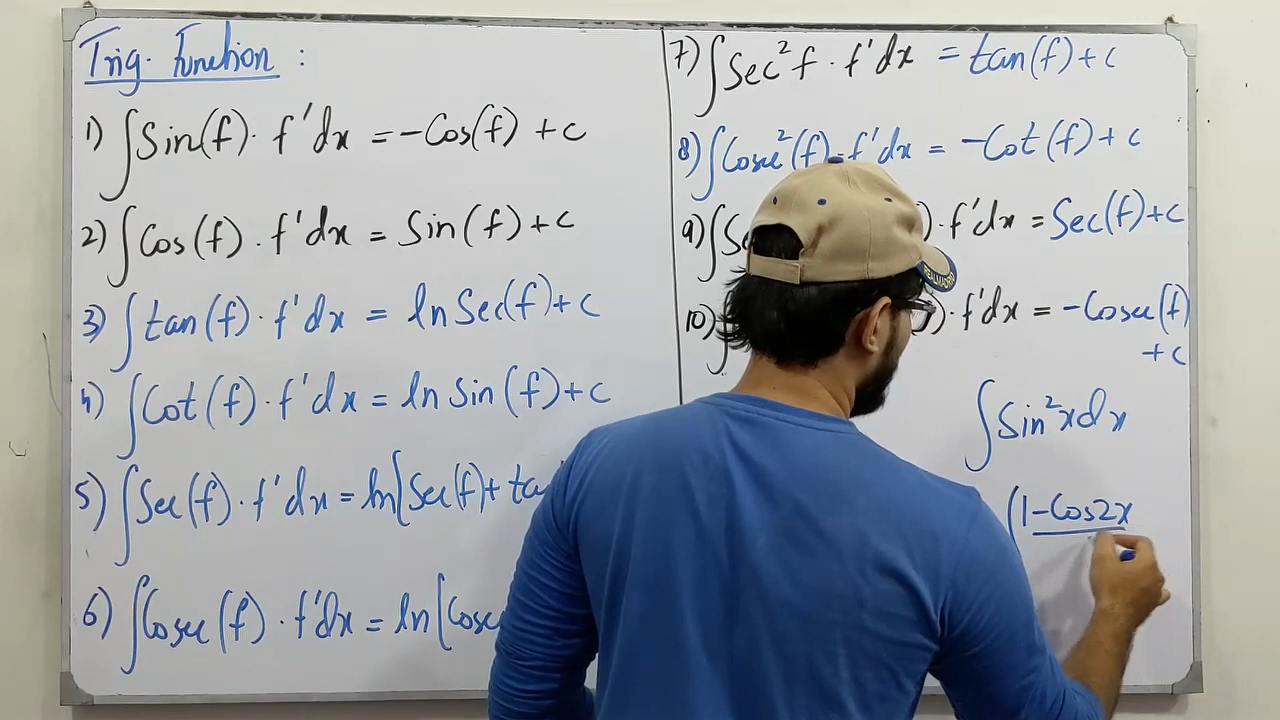 Trig. Function :
1) ∫Sin(f). f'dx = -Cos(f) + c
2) ∫Cos(f) . f'dx = Sin(f) + c
3) ∫tan(f) . f'dx = ln Sec(f) + c
4) ∫Cot(f) . f'dx = ln Sin(f) + c
5) ∫Sec(f) . f'dx = ln[Sec(f) + ta
6) ∫Cosec(f) . f'dx = ln[Cosec
7) ∫Sec²f . f'dx = tan(f) + c
8) ∫Cosec²(f) . f'dx = -Cot(f) + c
9) ∫Se ) . f'dx = Sec(f) + c
10) ∫ ) . f'dx = -Cosec(f)
+ c
∫Sin²x dx
(1-Cos2x
REALMADRID